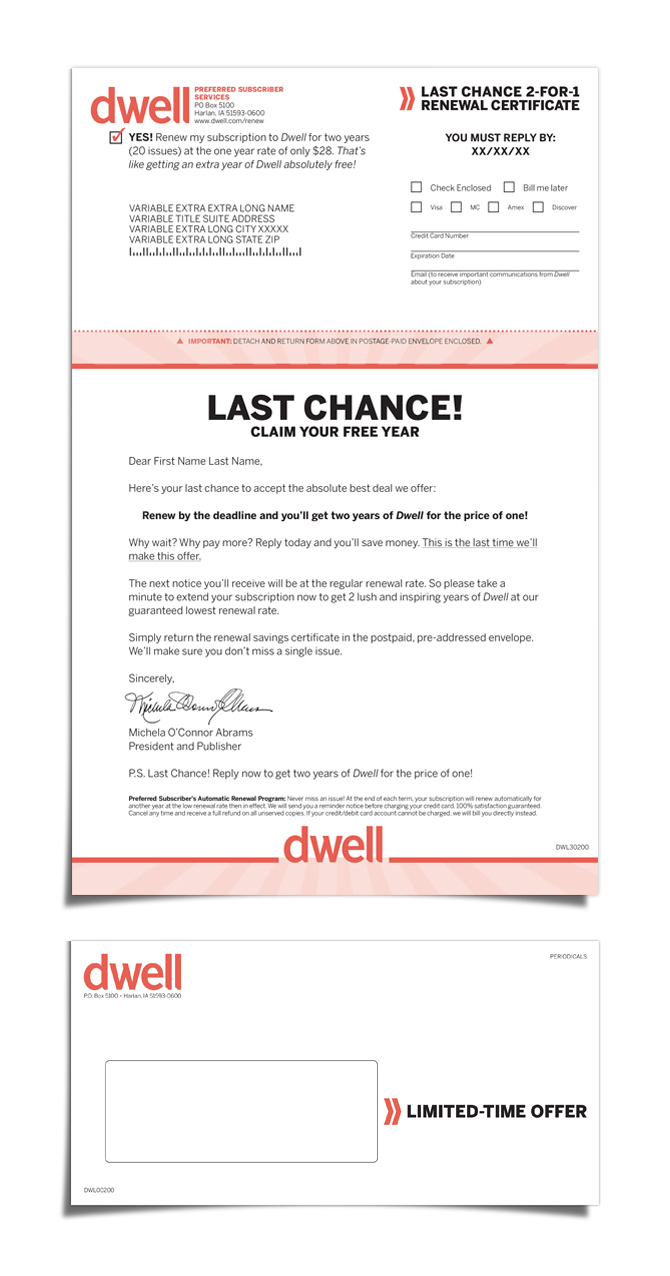 dwell
PREFERRED SUBSCRIBER
SERVICES
PO Box 5100
Harlan, IA 51593-0600
www.dwell.com/renew
LAST CHANCE 2-FOR-1
RENEWAL CERTIFICATE
YES! Renew my subscription to Dwell for two years
(20 issues) at the one year rate of only $28. That's
like getting an extra year of Dwell absolutely free!
YOU MUST REPLY BY:
XX/XX/XX
Check Enclosed Bill me later
Visa MC Amex Discover
VARIABLE EXTRA EXTRA LONG NAME
VARIABLE TITLE SUITE ADDRESS
VARIABLE EXTRA LONG CITY XXXXX
VARIABLE EXTRA LONG STATE ZIP
Credit Card Number
Expiration Date
Email (to receive important communications from Dwell
about your subscription)
IMPORTANT: DETACH AND RETURN FORM ABOVE IN POSTAGE-PAID ENVELOPE ENCLOSED.
LAST CHANCE!
CLAIM YOUR FREE YEAR
Dear First Name Last Name,
Here's your last chance to accept the absolute best deal we offer:
Renew by the deadline and you'll get two years of Dwell for the price of one!
Why wait? Why pay more? Reply today and you'll save money. This is the last time we'll
make this offer.
The next notice you'll receive will be at the regular renewal rate. So please take a
minute to extend your subscription now to get 2 lush and inspiring years of Dwell at our
guaranteed lowest renewal rate.
Simply return the renewal savings certificate in the postpaid, pre-addressed envelope.
We'll make sure you don't miss a single issue.
Sincerely,
Michela O'Connor Abrams
Michela O'Connor Abrams
President and Publisher
P.S. Last Chance! Reply now to get two years of Dwell for the price of one!
Preferred Subscriber's Automatic Renewal Program: Never miss an issue! At the end of each term, your subscription will renew automatically for
another year at the low renewal rate then in effect. We will send you a reminder notice before charging your credit card. 100% satisfaction guaranteed.
Cancel any time and receive a full refund on all unserved copies. If your credit/debit card account cannot be charged, we will bill you directly instead.
dwell
DWL30200
dwell
P.O. Box 5100 • Harlan, IA 51593-0600
PERIODICALS
LIMITED-TIME OFFER
DWL00200